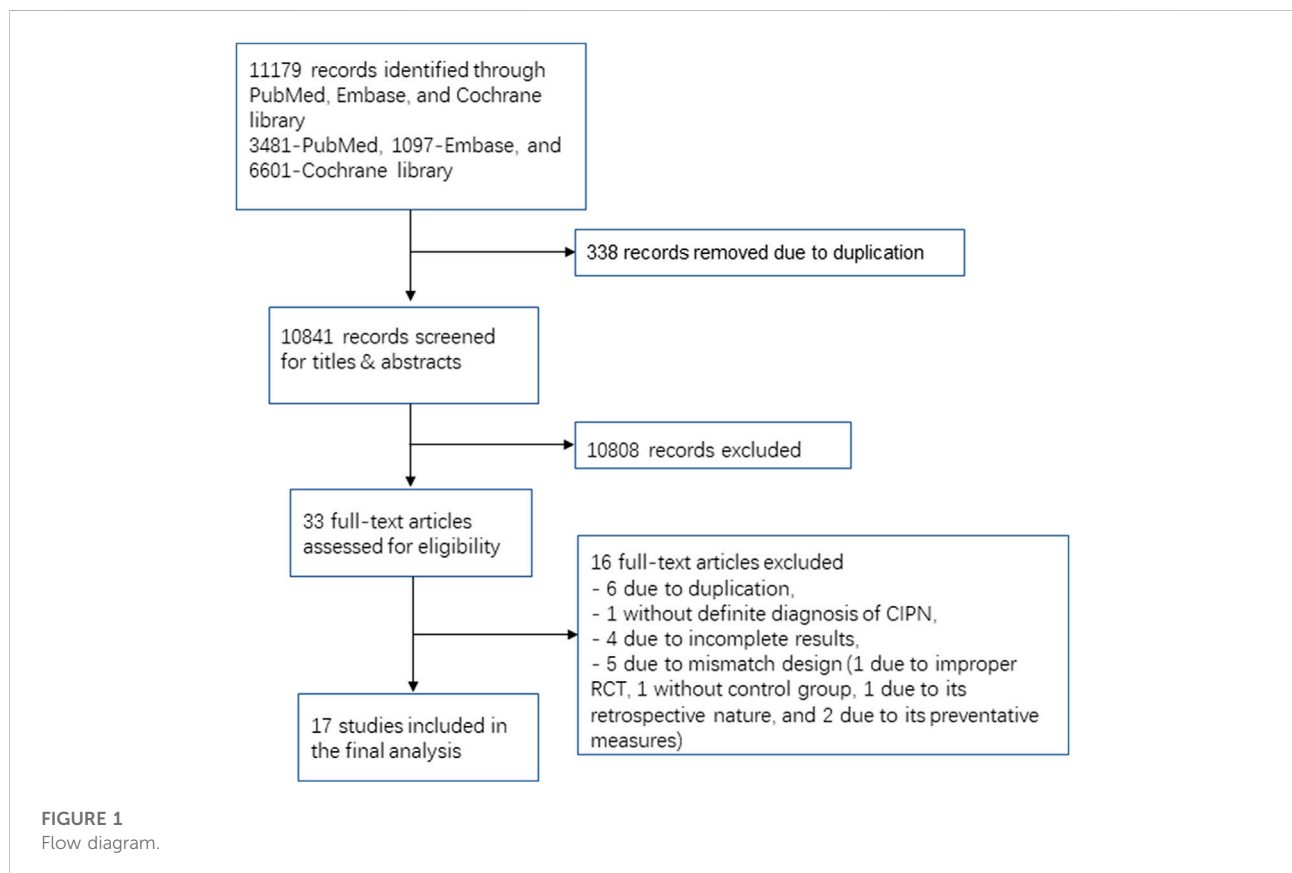 11179 records identified through
PubMed, Embase, and Cochrane
library
3481-PubMed, 1097-Embase, and
6601-Cochrane library
338 records removed due to duplication
10841 records screened
for titles & abstracts
10808 records excluded
33 full-text articles
assessed for eligibility
16 full-text articles excluded
- 6 due to duplication,
- 1 without definite diagnosis of CIPN,
- 4 due to incomplete results,
- 5 due to mismatch design (1 due to improper
RCT, 1 without control group, 1 due to its
retrospective nature, and 2 due to its preventative
measures)
17 studies included in
the final analysis
FIGURE 1
Flow diagram.